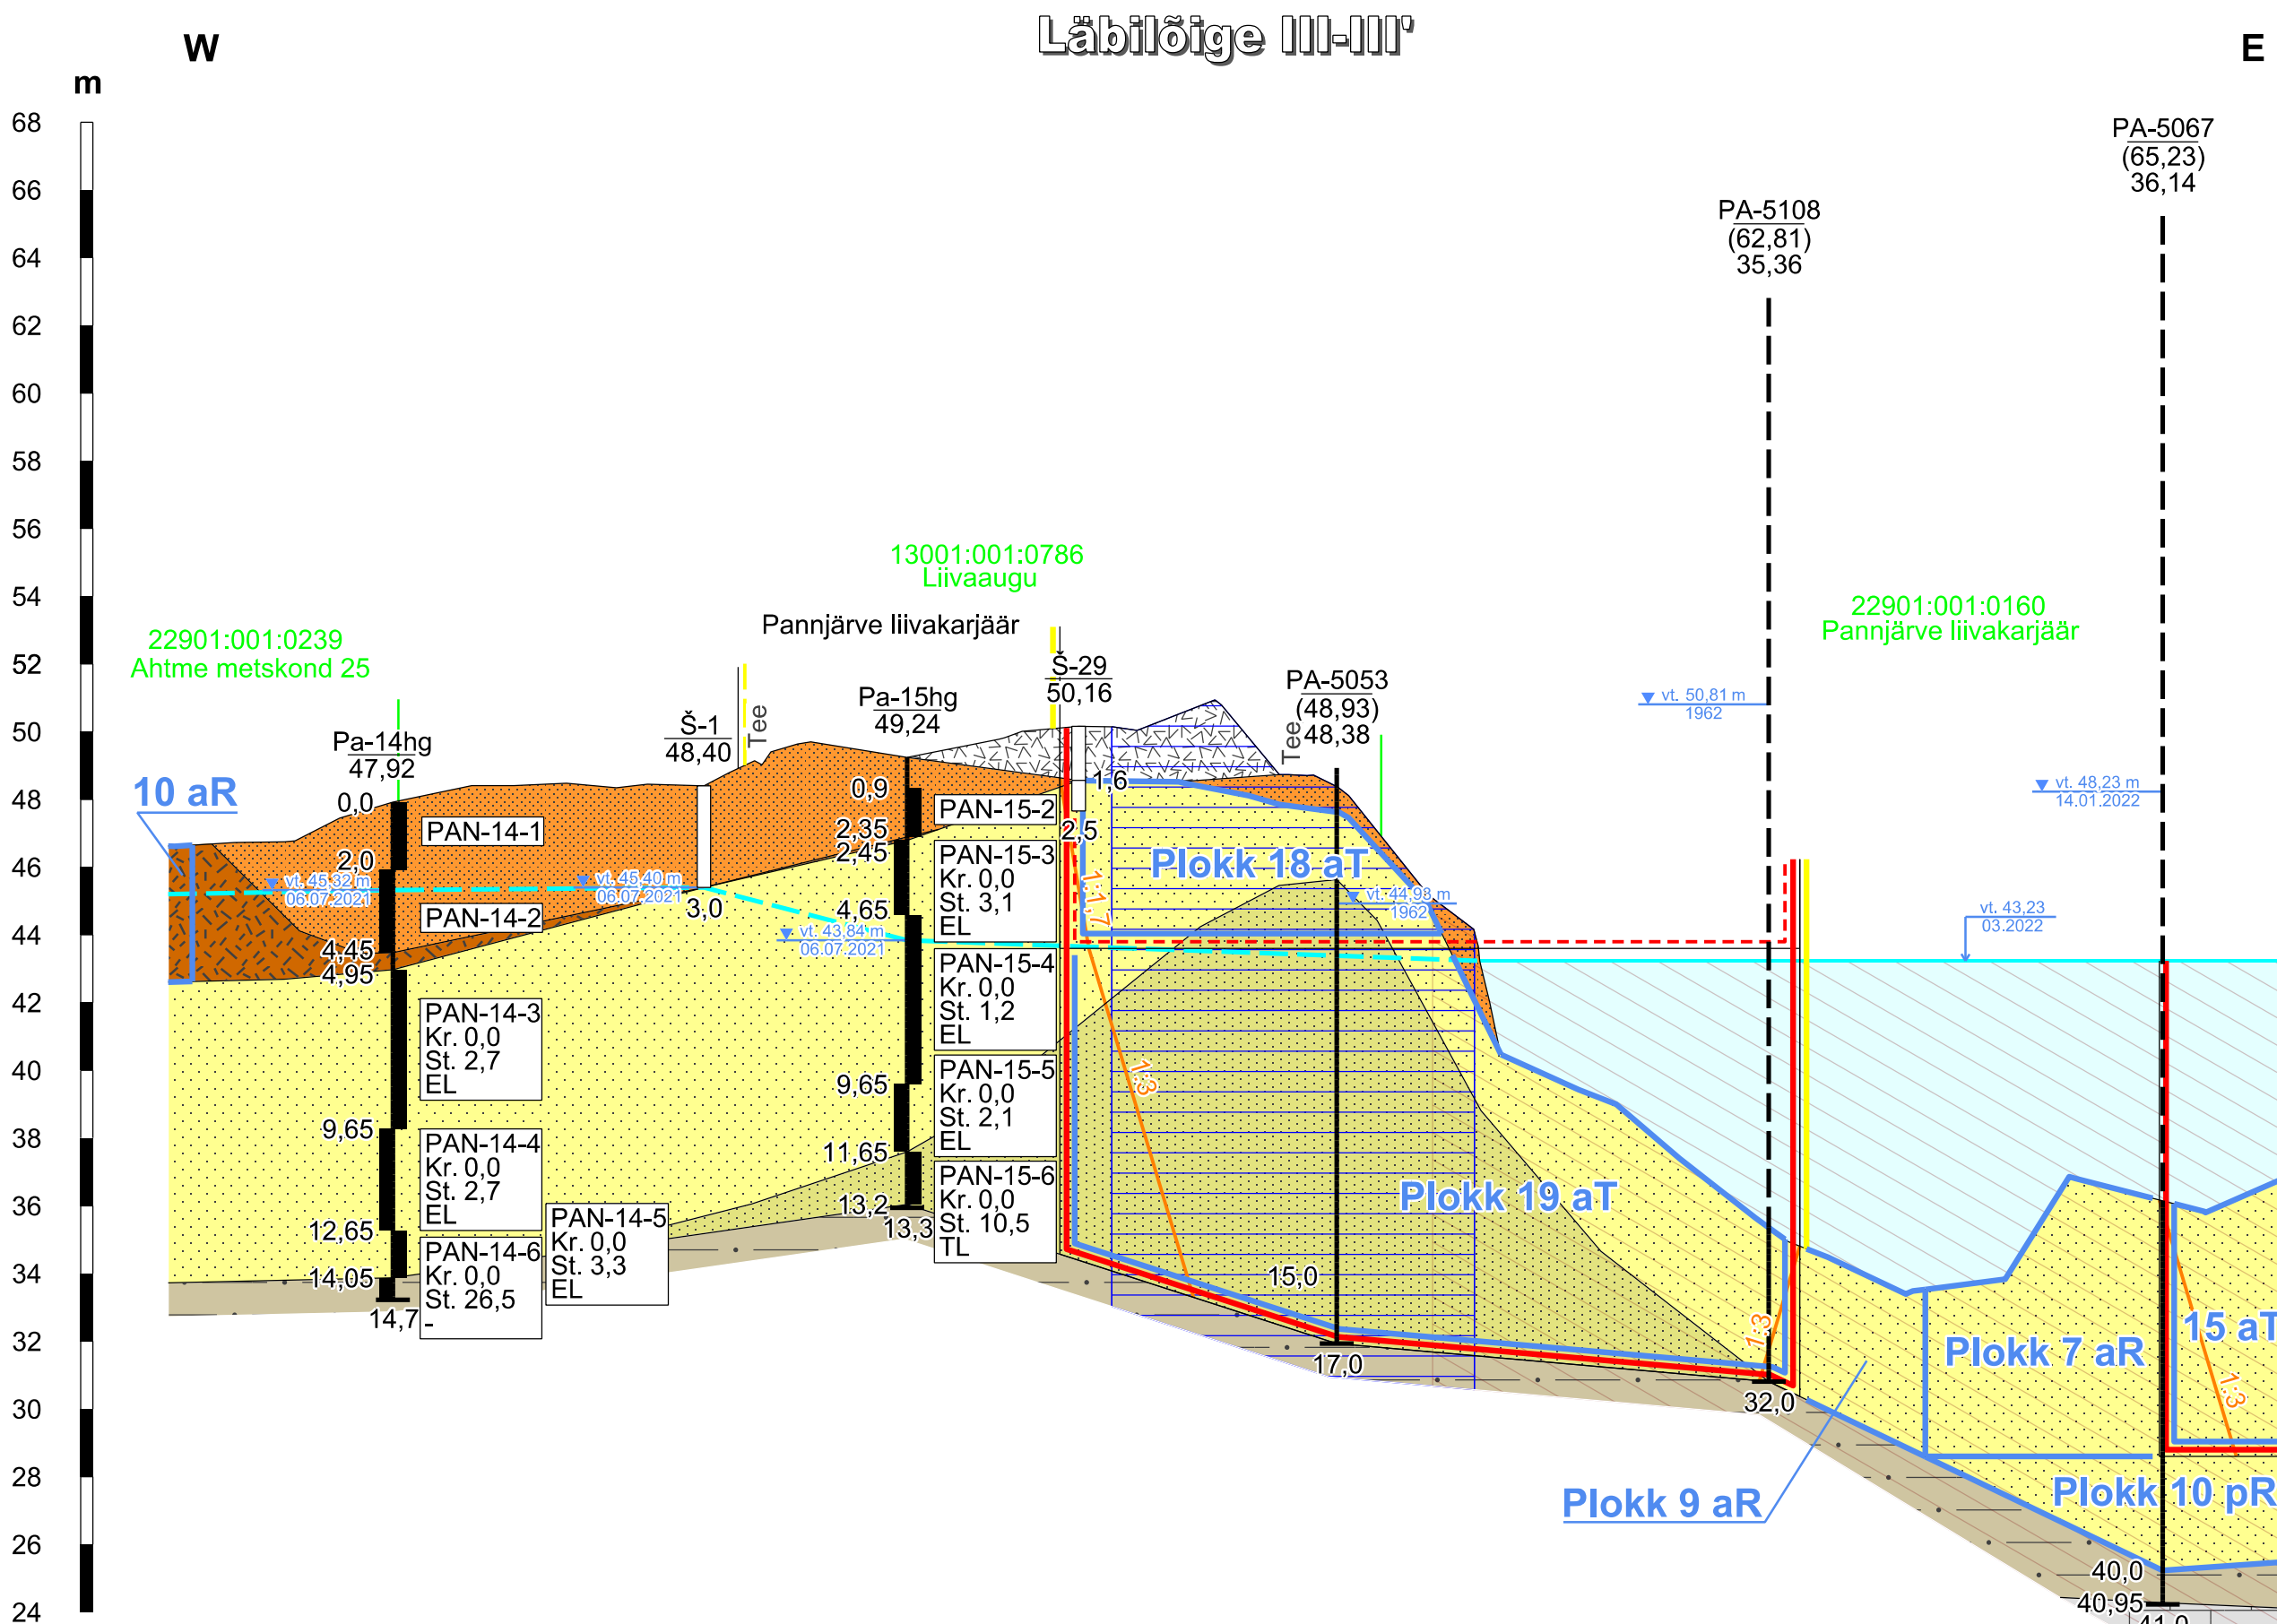 Läbilõige III-III'
W
E
m
68
66
64
62
60
58
56
54
52
50
48
46
44
42
40
38
36
34
32
30
28
26
24
PA-5067
(65,23)
36,14
PA-5108
(62,81)
35,36
13001:001:0786
Liivaaugu
Pannjärve liivakarjäär
22901:001:0160
Pannjärve liivakarjäär
22901:001:0239
Ahtme metskond 25
Š-29
50,16
PA-5053
(48,93)
48,38
Pa-15hg
49,24
Š-1
48,40
Tee
Tee
Pa-14hg
47,92
vt. 50,81 m
1962
vt. 48,23 m
14.01.2022
vt. 43,23
03.2022
10 aR
0,0
2,0
4,45
4,95
9,65
12,65
14,05
14,7
PAN-14-1
PAN-14-2
vt. 45,32 m
06.07.2021
vt. 45,40 m
06.07.2021
3,0
PAN-14-3
Kr. 0,0
St. 2,7
EL
PAN-14-4
Kr. 0,0
St. 2,7
EL
PAN-14-6
Kr. 0,0
St. 26,5
-
PAN-14-5
Kr. 0,0
St. 3,3
EL
0,9
2,35
2,45
4,65
9,65
11,65
13,2
13,3
vt. 43,84 m
06.07.2021
PAN-15-2
PAN-15-3
Kr. 0,0
St. 3,1
EL
PAN-15-4
Kr. 0,0
St. 1,2
EL
PAN-15-5
Kr. 0,0
St. 2,1
EL
PAN-15-6
Kr. 0,0
St. 10,5
TL
1,6
2,5
1:1,7
1:3
Plokk 18 aT
vt. 44,98 m
1962
Plokk 19 aT
15,0
17,0
1:3
32,0
Plokk 9 aR
Plokk 7 aR
15 aT
1:3
Plokk 10 pR
40,0
40,95
41,0